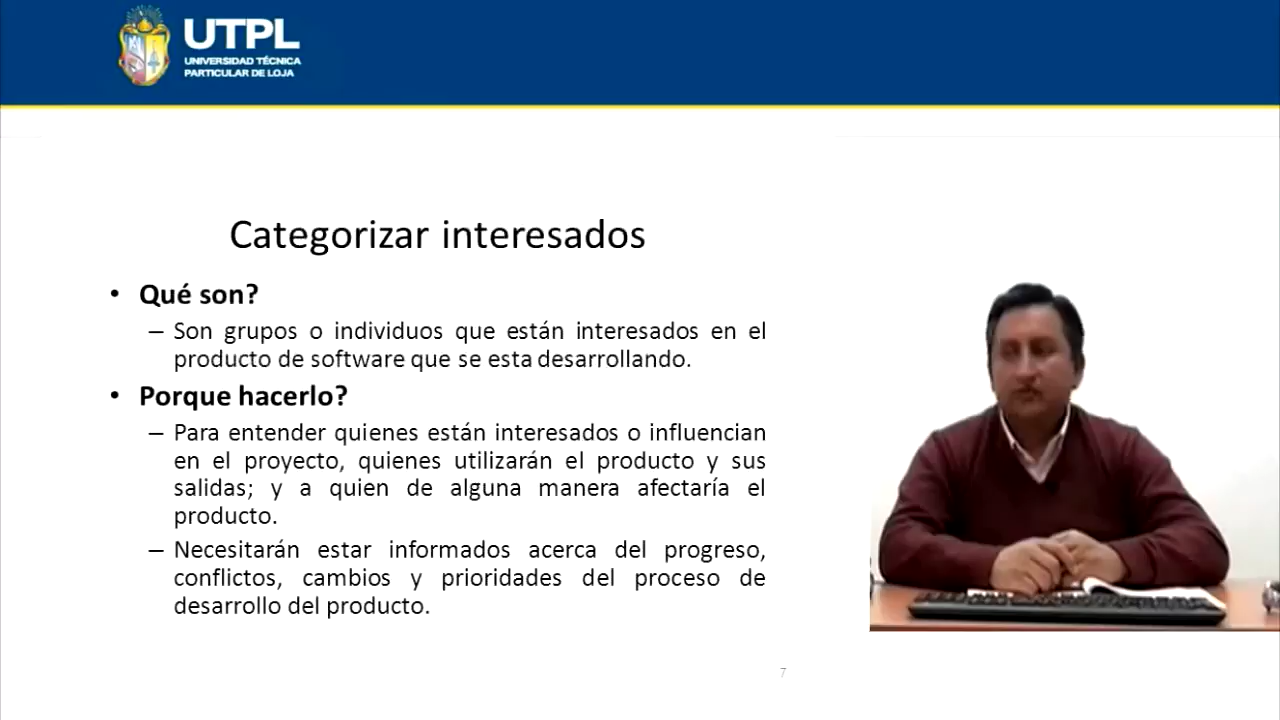 UTPL
UNIVERSIDAD TÉCNICA
PARTICULAR DE LOJA
Categorizar interesados
• Qué son?
– Son grupos o individuos que están interesados en el
producto de software que se esta desarrollando.
• Porque hacerlo?
– Para entender quienes están interesados o influencian
en el proyecto, quienes utilizarán el producto y sus
salidas; y a quien de alguna manera afectaría el
producto.
– Necesitarán estar informados acerca del progreso,
conflictos, cambios y prioridades del proceso de
desarrollo del producto.
7